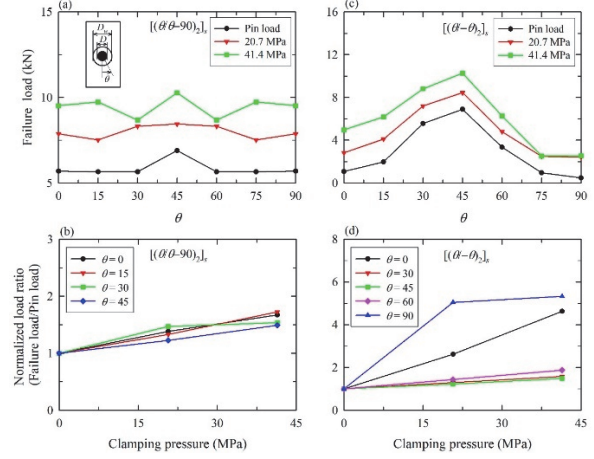 (a)
[(θ/θ−90)₂]ₛ
D_w
D
θ
Pin load
20.7 MPa
41.4 MPa
Failure load (kN)
15
10
5
0 15 30 45 60 75 90
θ
(c)
[(θ/−θ)₂]ₛ
Pin load
20.7 MPa
41.4 MPa
16
12
8
4
0
0 15 30 45 60 75 90
θ
(b)
[(θ/θ−90)₂]ₛ
θ = 0
θ = 15
θ = 30
θ = 45
Normalized load ratio
(Failure load/Pin load)
3
2
1
0
0 15 30 45
Clamping pressure (MPa)
(d)
[(θ/−θ)₂]ₛ
θ = 0
θ = 30
θ = 45
θ = 60
θ = 90
8
6
4
2
0
0 15 30 45
Clamping pressure (MPa)